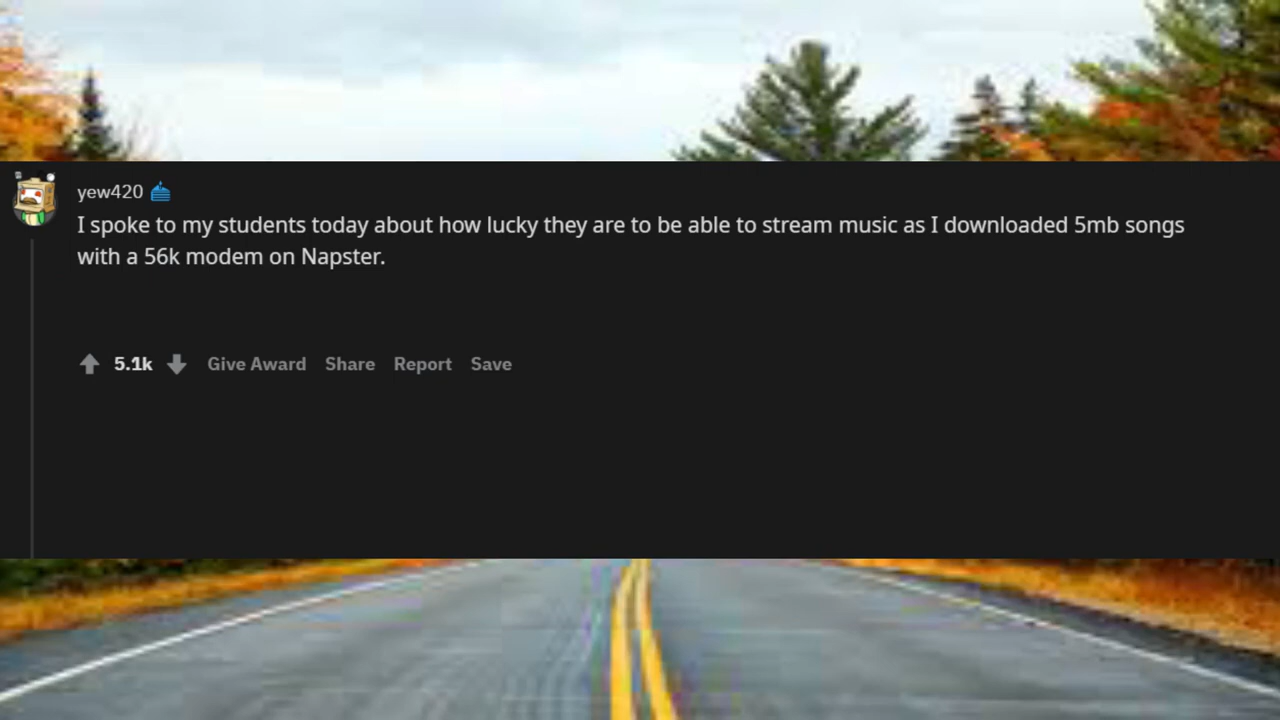 yew420
I spoke to my students today about how lucky they are to be able to stream music as I downloaded 5mb songs
with a 56k modem on Napster.
5.1k Give Award Share Report Save